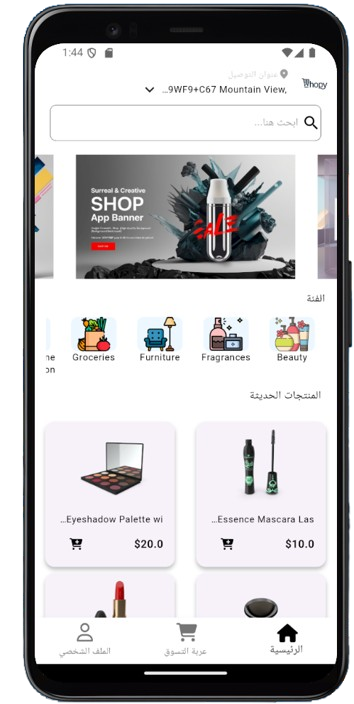 1:44
عنوان التوصيل
Shopy
9WF9+C67 Mountain View,...
ابحث هنا...
Surreal & Creative
SHOP
App Banner
SALE
الفئة
Beauty
Fragrances
Furniture
Groceries
ne
on
المنتجات الحديثة
Essence Mascara Las...
Eyeshadow Palette wi...
$10.0
$20.0
الرئيسية
عربة التسوق
الملف الشخصي